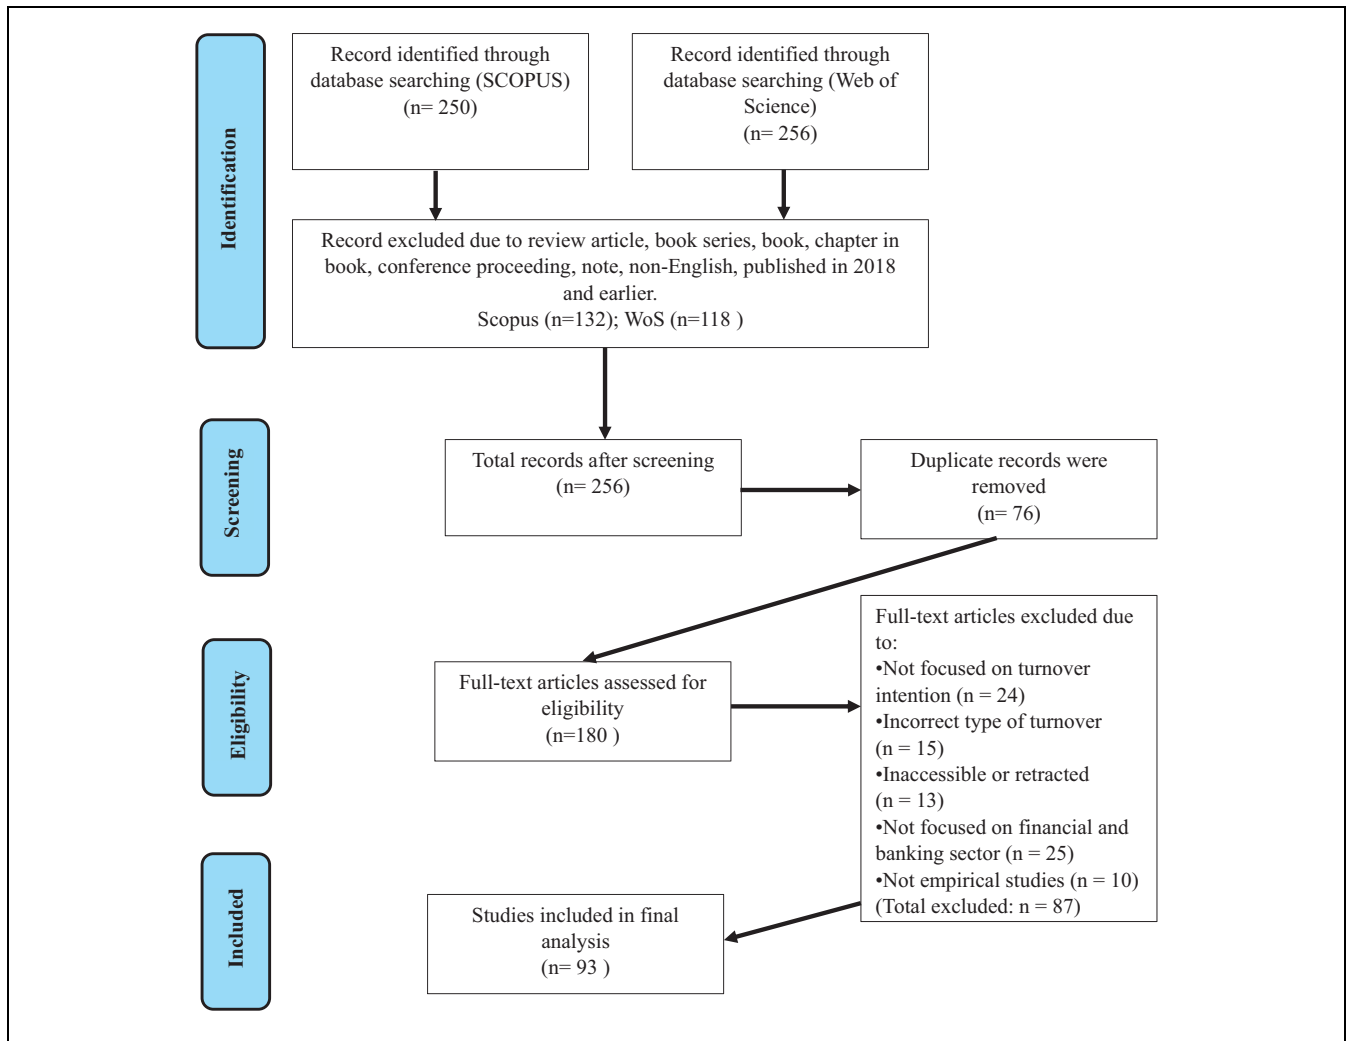 Identification
Record identified through
database searching (SCOPUS)
(n= 250)
Record identified through
database searching (Web of
Science)
(n= 256)
Record excluded due to review article, book series, book, chapter in
book, conference proceeding, note, non-English, published in 2018
and earlier.
Scopus (n=132); WoS (n=118 )
Screening
Total records after screening
(n= 256)
Duplicate records were
removed
(n= 76)
Eligibility
Full-text articles assessed for
eligibility
(n=180 )
Full-text articles excluded due
to:
•Not focused on turnover
intention (n = 24)
•Incorrect type of turnover
(n = 15)
•Inaccessible or retracted
(n = 13)
•Not focused on financial and
banking sector (n = 25)
•Not empirical studies (n = 10)
(Total excluded: n = 87)
Included
Studies included in final
analysis
(n= 93 )